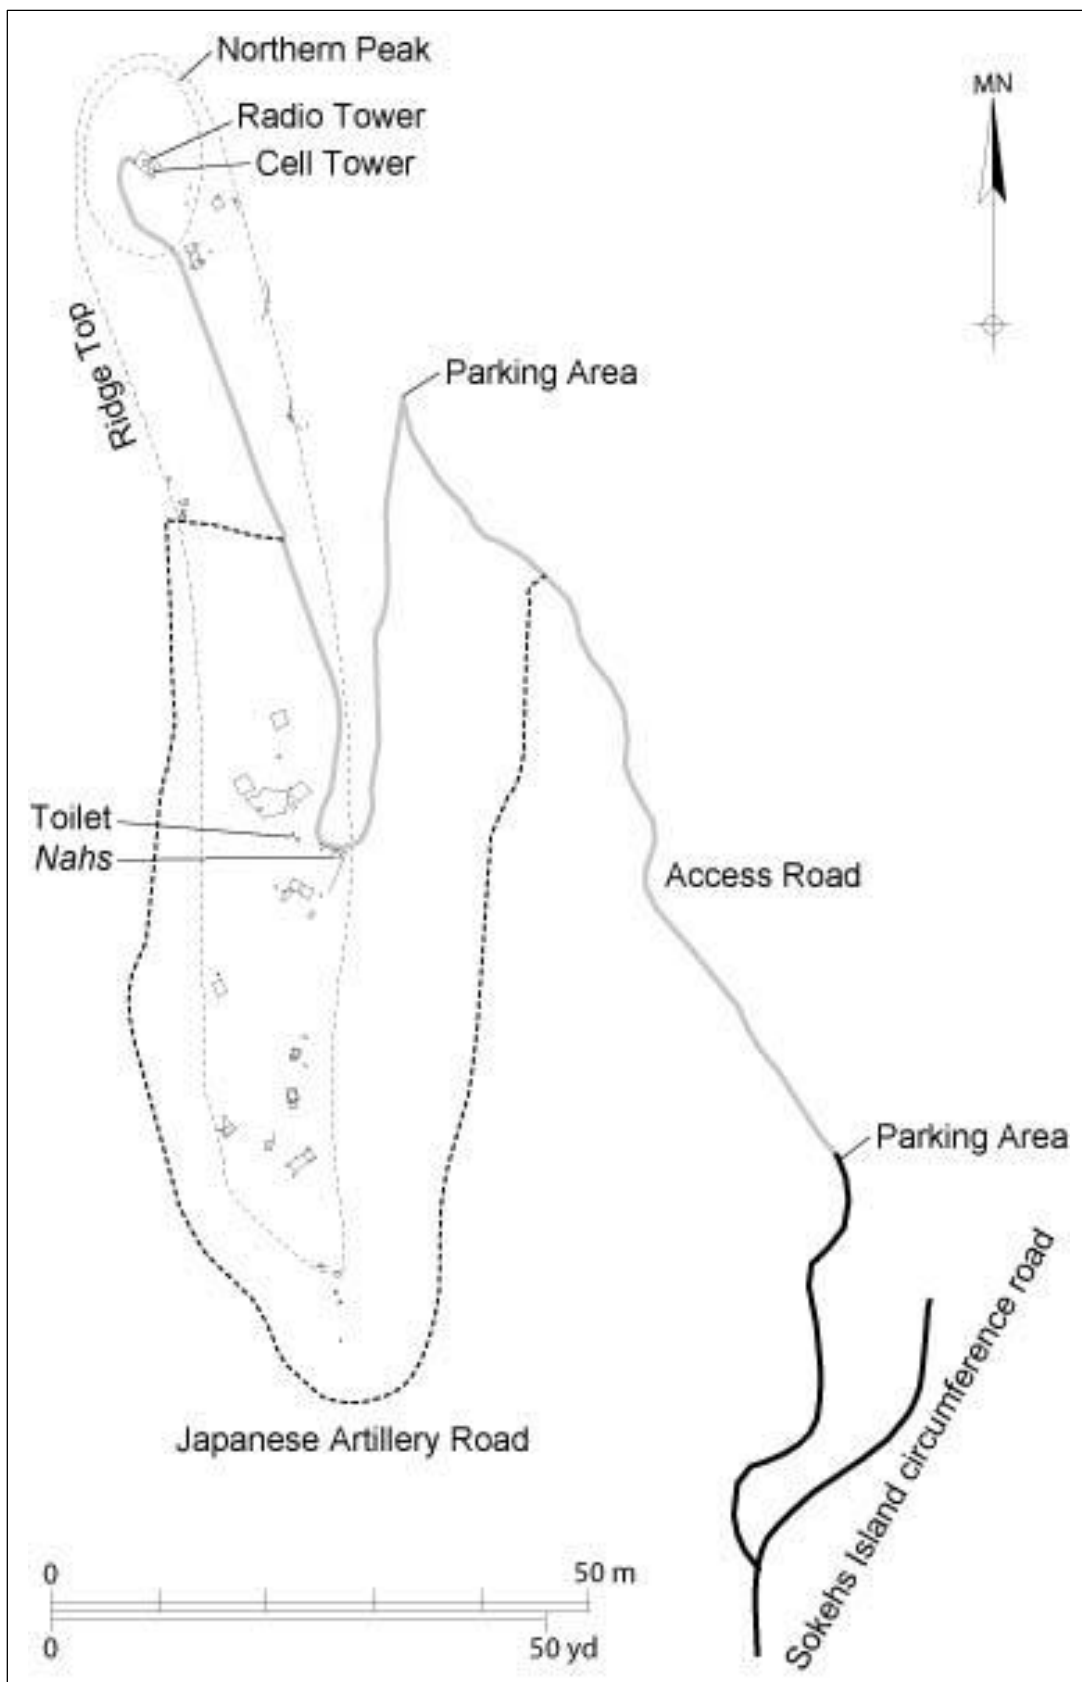 Northern Peak
MN
Radio Tower
Cell Tower
Ridge Top
Parking Area
Toilet
Nahs
Access Road
Parking Area
Sokehs Island circumference road
Japanese Artillery Road
0 50 m
0 50 yd